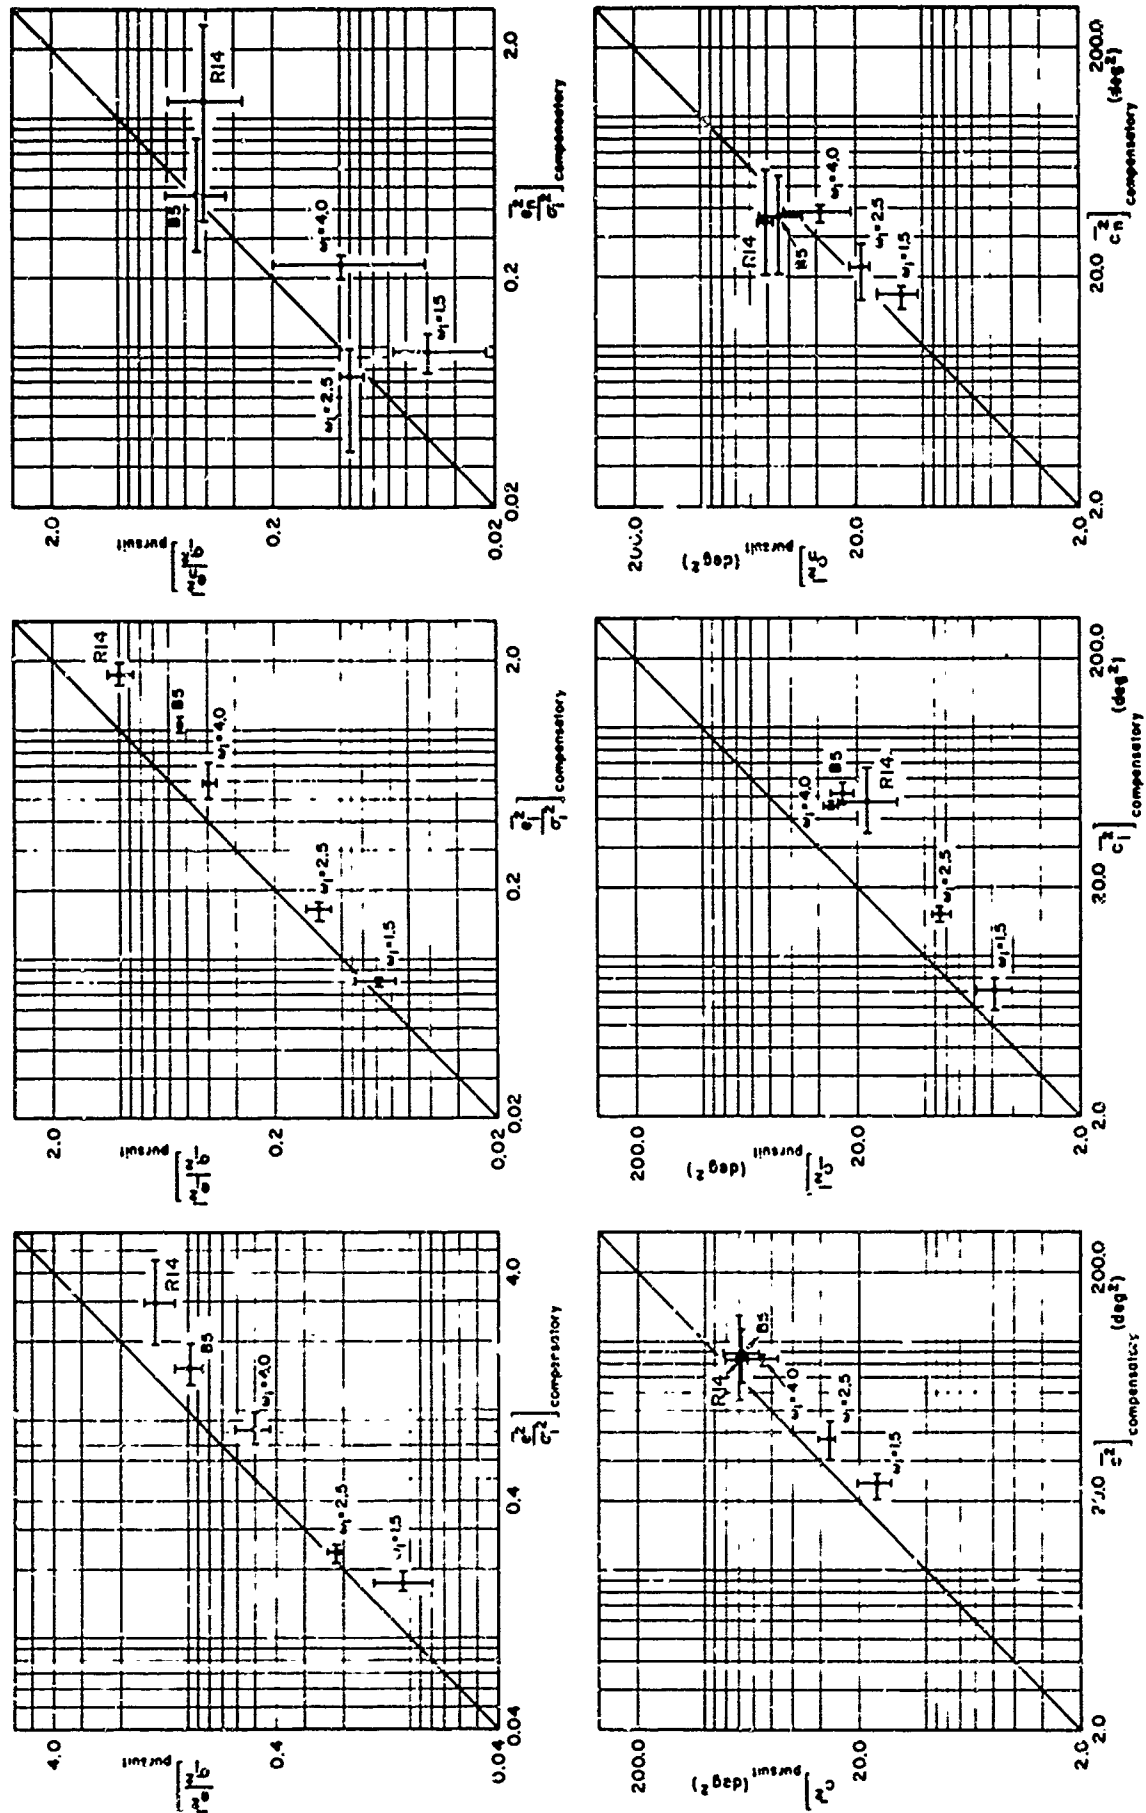 4.0
0.4
0.04
pursuit
R14
B5
ω₁=4.0
ω₁=2.5
ω₁=1.5
0.04
0.4
4.0
compensatory
2.0
0.2
0.02
pursuit
R14
B5
ω₁=4.0
ω₁=2.5
ω₁=1.5
0.02
0.2
2.0
compensatory
2.0
0.2
0.02
pursuit
R14
B5
ω₁=4.0
ω₁=2.5
ω₁=1.5
0.02
0.2
2.0
compensatory
200.0
20.0
2.0
pursuit
(deg²)
R14
B5
ω₁=4.0
ω₁=2.5
ω₁=1.5
2.0
200.0
compensatory
(deg²)
200.0
20.0
2.0
pursuit
(deg²)
ω₁=4.0
B5
R14
ω₁=2.5
ω₁=1.5
2.0
20.0
200.0
compensatory
(deg²)
200.0
20.0
2.0
pursuit
(deg²)
R14
B5
ω₁=4.0
ω₁=2.5
ω₁=1.5
2.0
20.0
200.0
compensatory
(deg²)